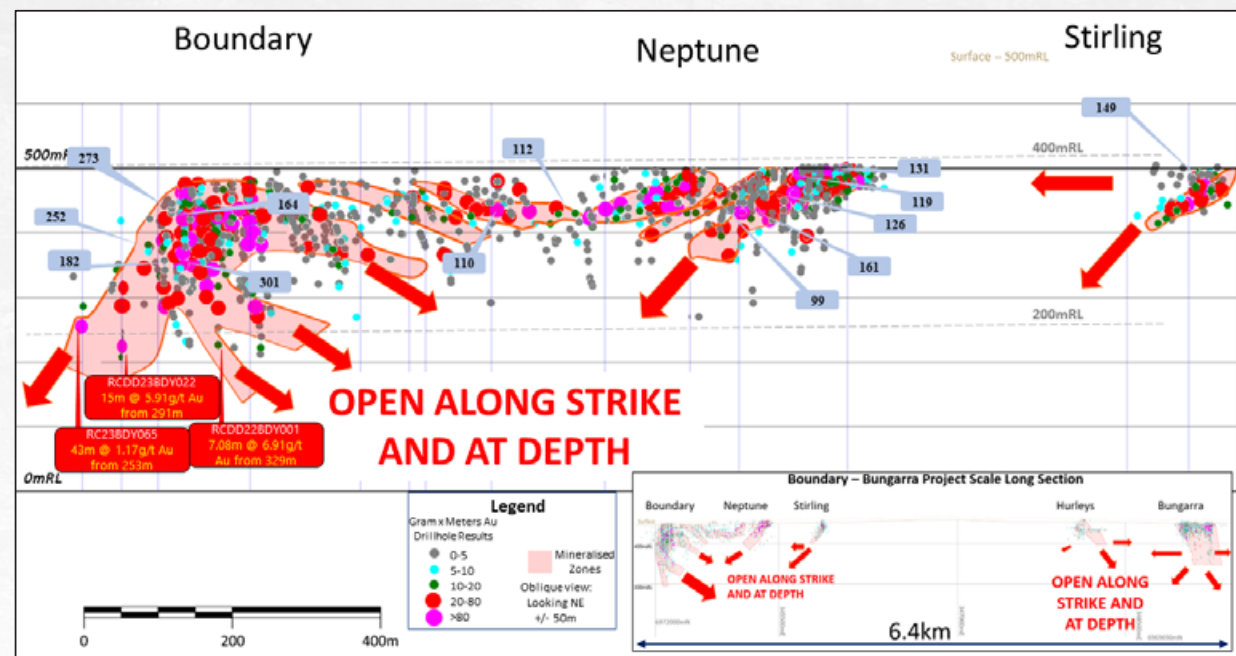 Boundary
Neptune
Stirling
Surface – 500mRL
149
500mRL
273
112
400mRL
131
164
119
252
126
182
110
161
301
99
200mRL
RCDD23BDY022
15m @ 5.91g/t Au
from 291m
OPEN ALONG STRIKE
AND AT DEPTH
RC23BDY065
43m @ 1.17g/t Au
from 253m
RCDD22BDY001
7.08m @ 6.91g/t
Au from 329m
0mRL
Legend
Gram x Meters Au
Drillhole Results
0-5
5-10
10-20
20-80
>80
Mineralised
Zones
Oblique view:
Looking NE
+/- 50m
0
200
400m
Boundary – Bungarra Project Scale Long Section
Boundary
Neptune
Stirling
Hurleys
Bungarra
OPEN ALONG STRIKE
AND AT DEPTH
OPEN ALONG
STRIKE AND
AT DEPTH
6.4km